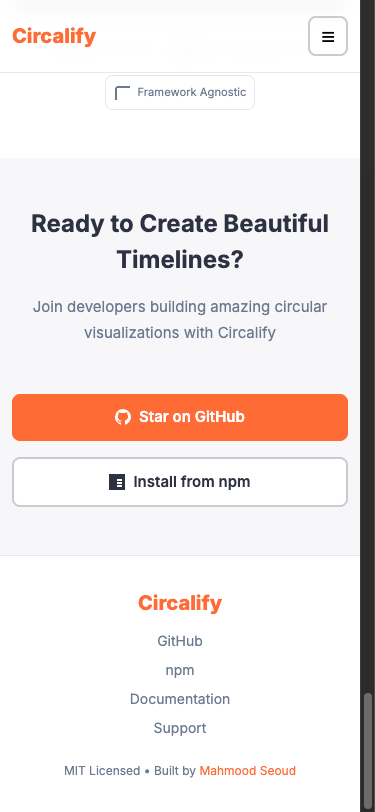 Circalify
Framework Agnostic
Ready to Create Beautiful
Timelines?
Join developers building amazing circular
visualizations with Circalify
Star on GitHub
Install from npm
Circalify
GitHub
npm
Documentation
Support
MIT Licensed • Built by Mahmood Seoud